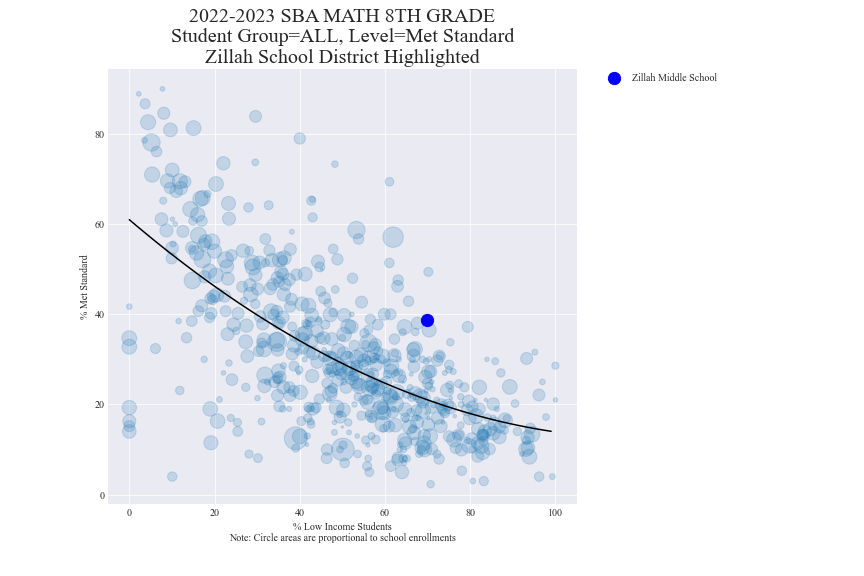 2022-2023 SBA MATH 8TH GRADE
Student Group=ALL, Level=Met Standard
Zillah School District Highlighted
Zillah Middle School
80
60
40
20
0
% Met Standard
0 20 40 60 80 100
% Low Income Students
Note: Circle areas are proportional to school enrollments